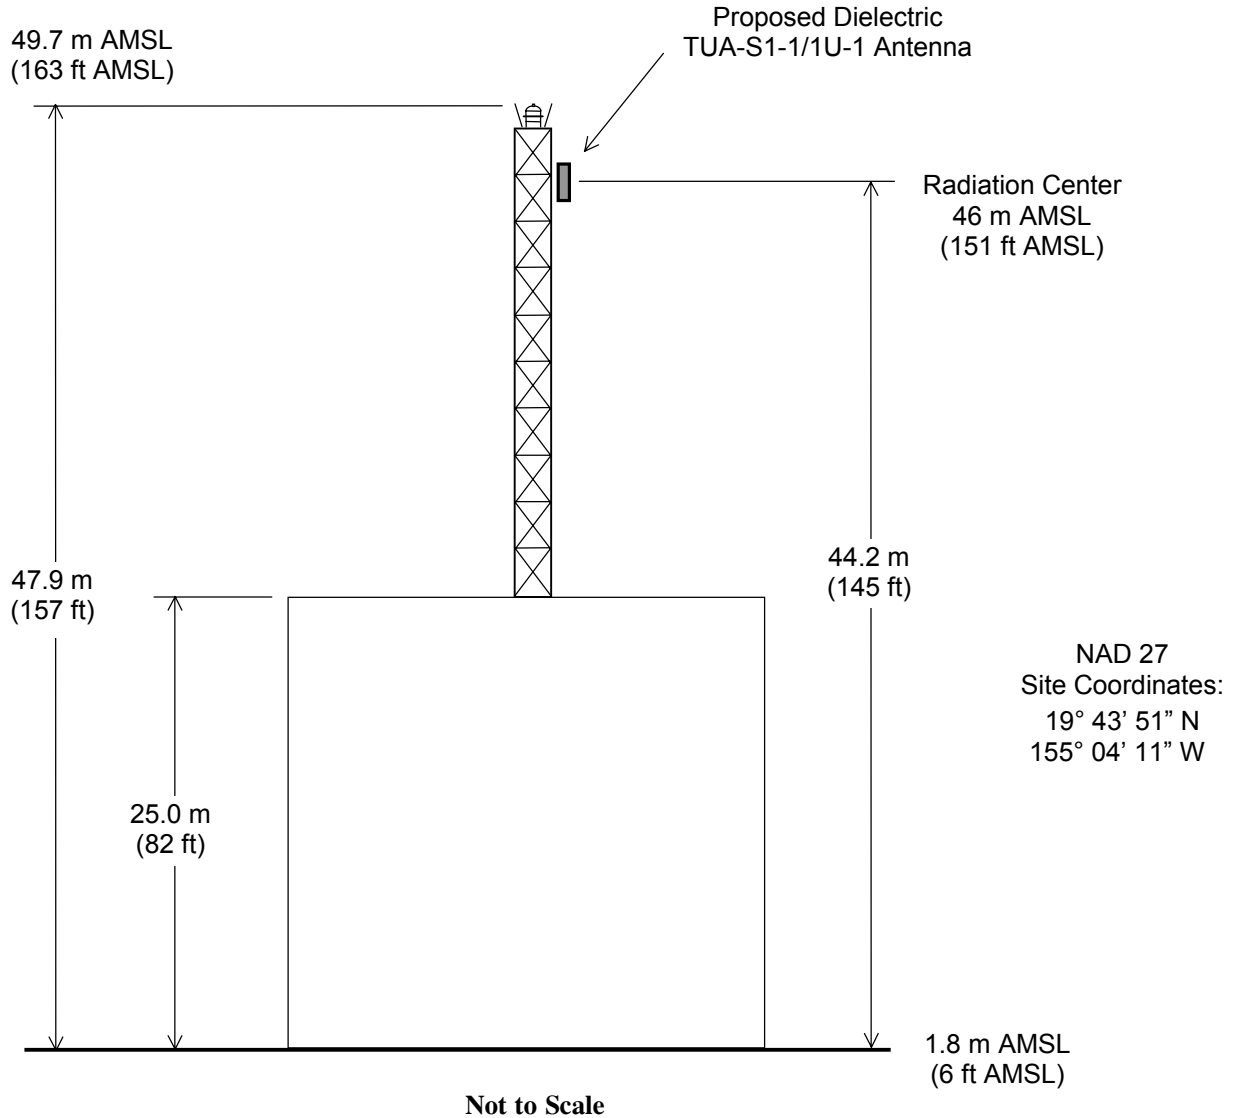 Proposed Dielectric
TUA-S1-1/1U-1 Antenna
49.7 m AMSL
(163 ft AMSL)
Radiation Center
46 m AMSL
(151 ft AMSL)
47.9 m
(157 ft)
44.2 m
(145 ft)
NAD 27
Site Coordinates:
19° 43’ 51” N
155° 04’ 11” W
25.0 m
(82 ft)
1.8 m AMSL
(6 ft AMSL)
Not to Scale